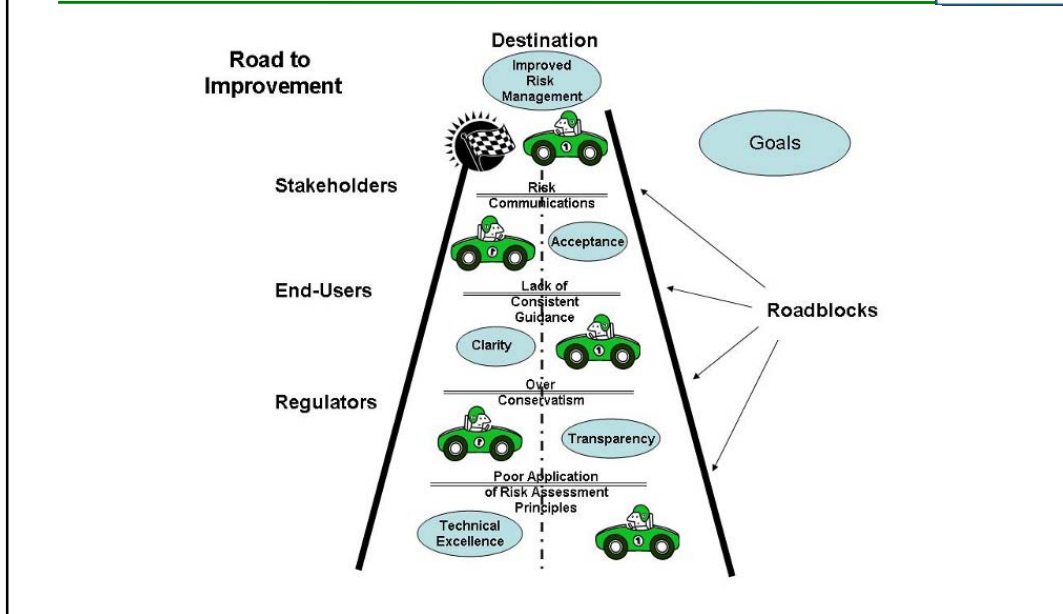 Road to
Improvement
Destination
Improved
Risk
Management
Goals
Stakeholders
Risk
Communications
Acceptance
End-Users
Lack of
Consistent
Guidance
Roadblocks
Clarity
Over
Conservatism
Regulators
Transparency
Poor Application
of Risk Assessment
Principles
Technical
Excellence